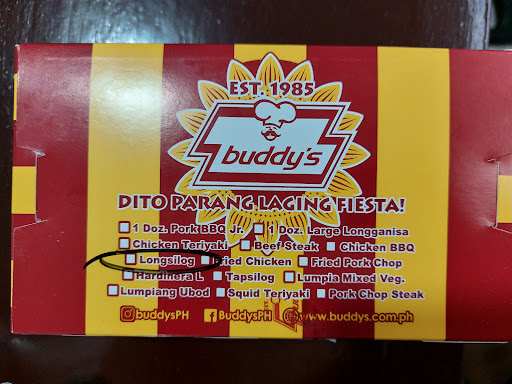 EST. 1985
buddy's
DITO PARANG LAGING FIESTA!
1 Doz. Pork BBQ Jr. 1 Doz. Large Longganisa
Chicken Teriyaki Beef Steak Chicken BBQ
Longsilog Fried Chicken Fried Pork Chop
Hardinera L Tapsilog Lumpia Mixed Veg.
Lumpiang Ubod Squid Teriyaki Pork Chop Steak
buddysPH BuddysPH www.buddys.com.ph